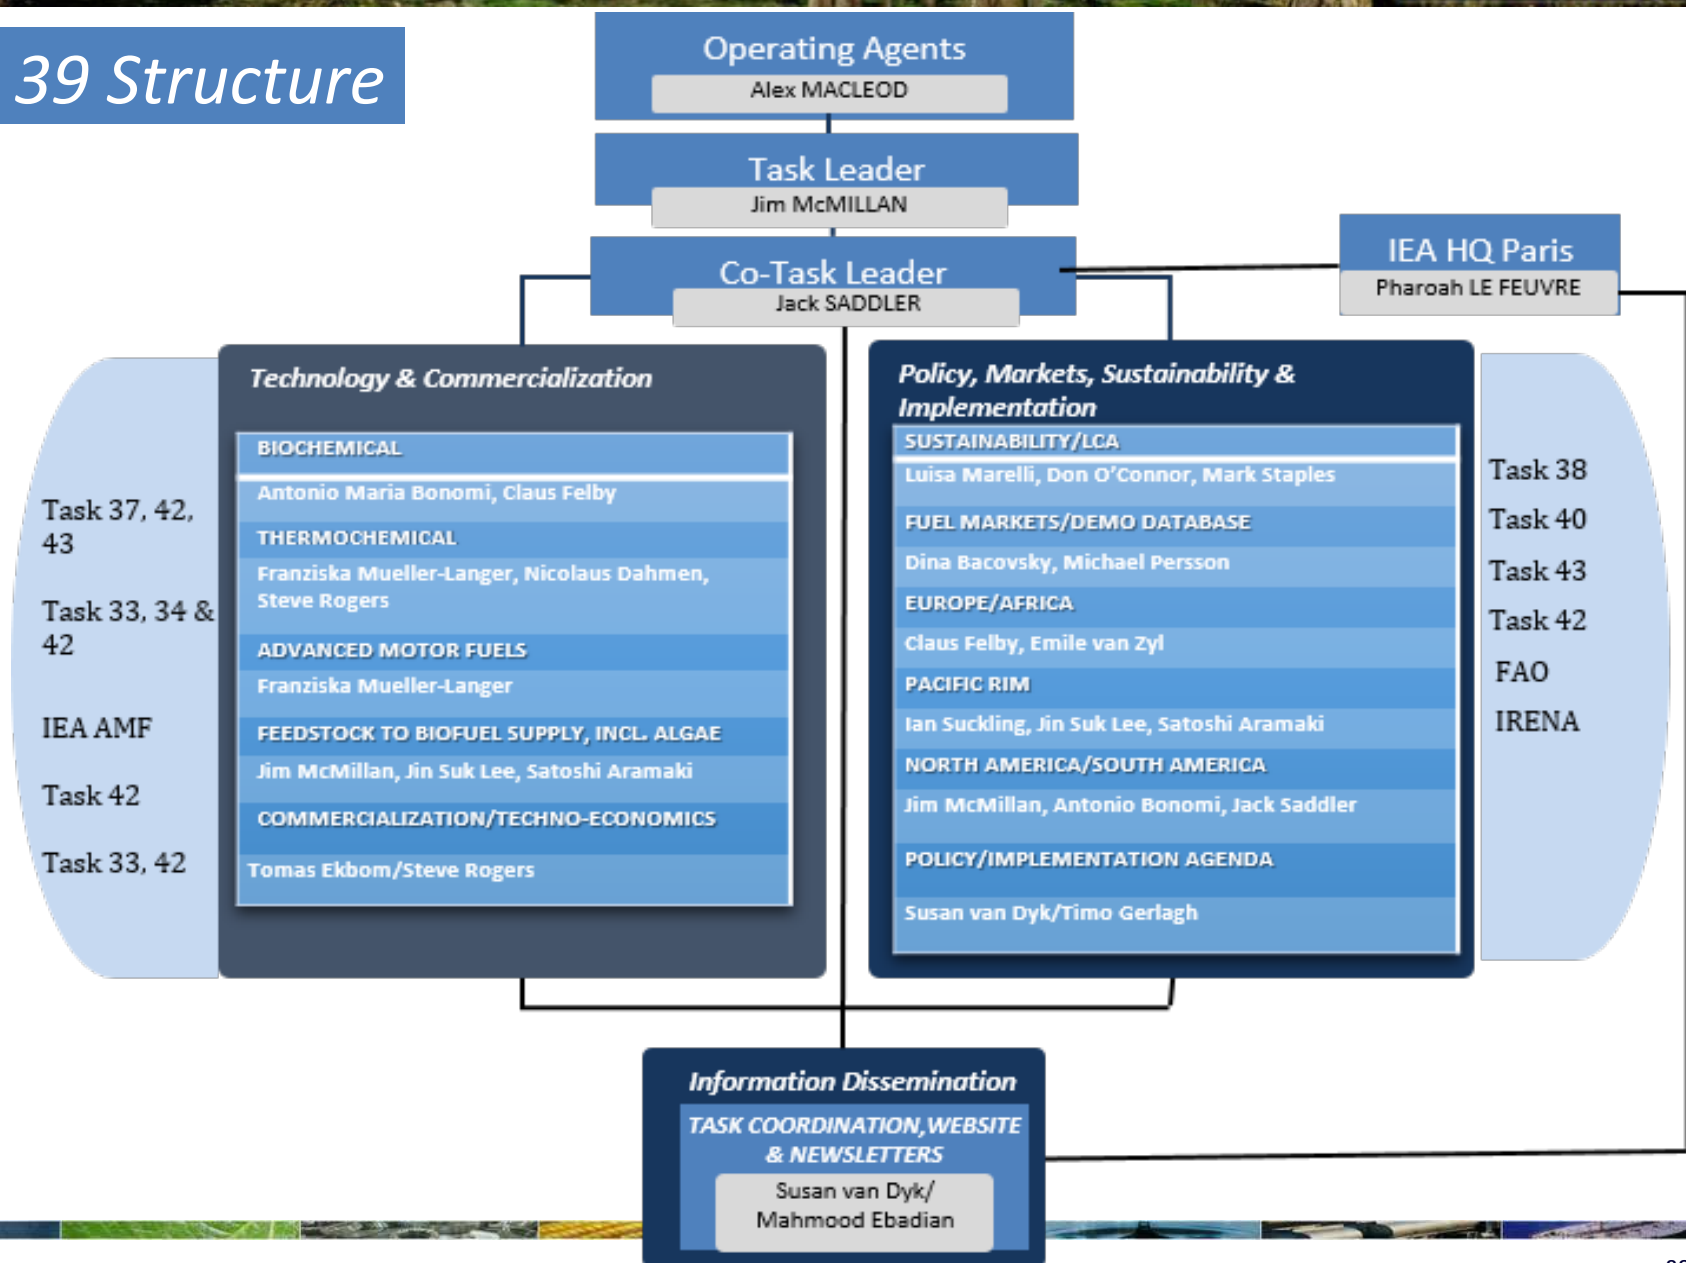 39 Structure
Operating Agents
Alex MACLEOD
Task Leader
Jim McMILLAN
Co-Task Leader
Jack SADDLER
IEA HQ Paris
Pharoah LE FEUVRE
Task 37, 42,
43
Task 33, 34 &
42
IEA AMF
Task 42
Task 33, 42
Technology & Commercialization
BIOCHEMICAL
Antonio Maria Bonomi, Claus Felby
THERMOCHEMICAL
Franziska Mueller-Langer, Nicolaus Dahmen,
Steve Rogers
ADVANCED MOTOR FUELS
Franziska Mueller-Langer
FEEDSTOCK TO BIOFUEL SUPPLY, INCL. ALGAE
Jim McMillan, Jin Suk Lee, Satoshi Aramaki
COMMERCIALIZATION/TECHNO-ECONOMICS
Tomas Ekbom/Steve Rogers
Policy, Markets, Sustainability &
Implementation
SUSTAINABILITY/LCA
Luisa Marelli, Don O'Connor, Mark Staples
FUEL MARKETS/DEMO DATABASE
Dina Bacovsky, Michael Persson
EUROPE/AFRICA
Claus Felby, Emile van Zyl
PACIFIC RIM
Ian Suckling, Jin Suk Lee, Satoshi Aramaki
NORTH AMERICA/SOUTH AMERICA
Jim McMillan, Antonio Bonomi, Jack Saddler
POLICY/IMPLEMENTATION AGENDA
Susan van Dyk/Timo Gerlagh
Task 38
Task 40
Task 43
Task 42
FAO
IRENA
Information Dissemination
TASK COORDINATION,WEBSITE
& NEWSLETTERS
Susan van Dyk/
Mahmood Ebadian